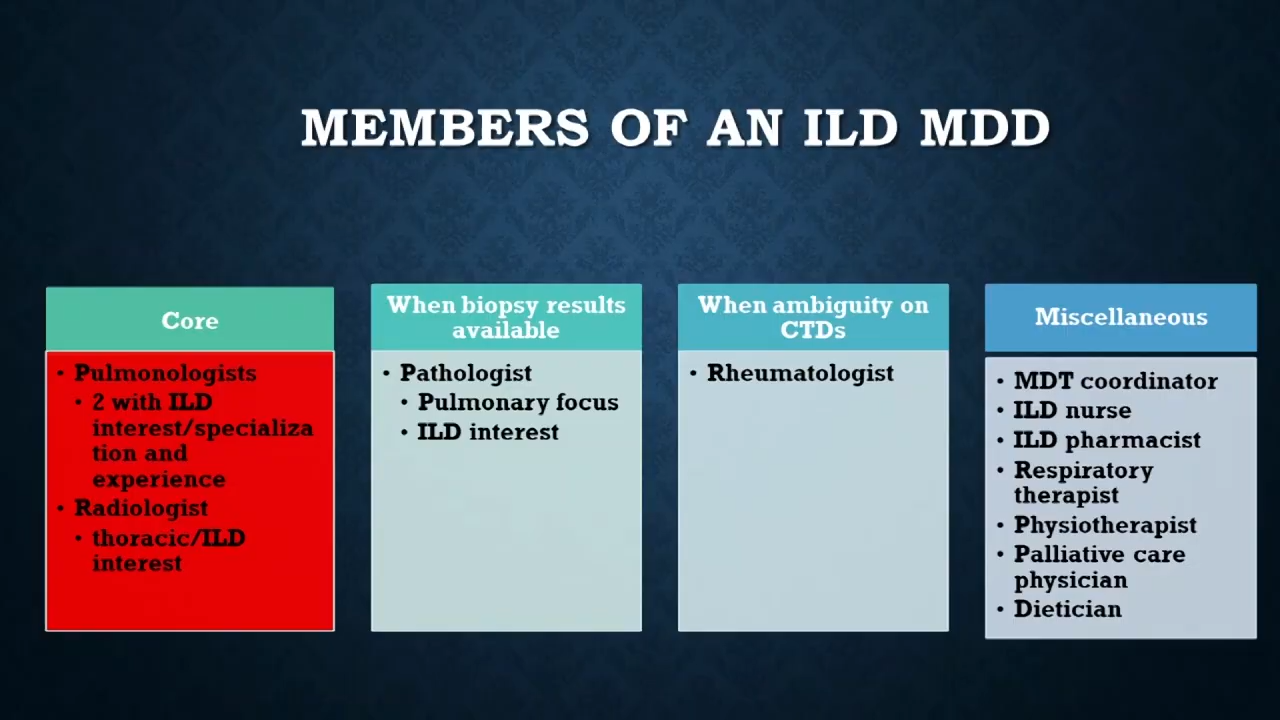 MEMBERS OF AN ILD MDD
Core
• Pulmonologists
• 2 with ILD
interest/specializa
tion and
experience
• Radiologist
• thoracic/ILD
interest
When biopsy results
available
• Pathologist
• Pulmonary focus
• ILD interest
When ambiguity on
CTDs
• Rheumatologist
Miscellaneous
• MDT coordinator
• ILD nurse
• ILD pharmacist
• Respiratory
therapist
• Physiotherapist
• Palliative care
physician
• Dietician